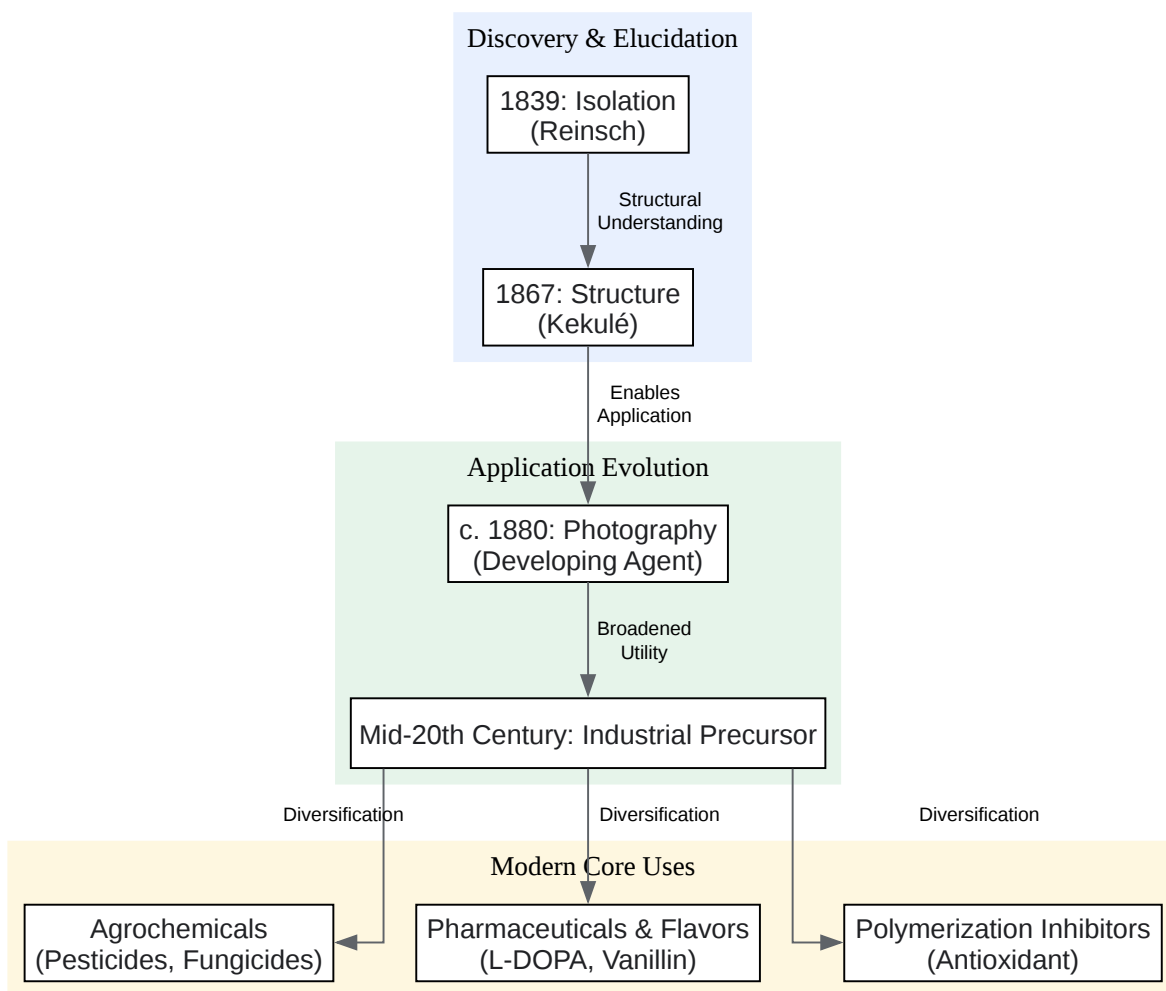 Discovery & Elucidation
1839: Isolation
(Reinsch)
Structural
Understanding
1867: Structure
(Kekulé)
Enables
Application
Application Evolution
c. 1880: Photography
(Developing Agent)
Broadened
Utility
Mid-20th Century: Industrial Precursor
Diversification
Diversification
Diversification
Modern Core Uses
Agrochemicals
(Pesticides, Fungicides)
Pharmaceuticals & Flavors
(L-DOPA, Vanillin)
Polymerization Inhibitors
(Antioxidant)